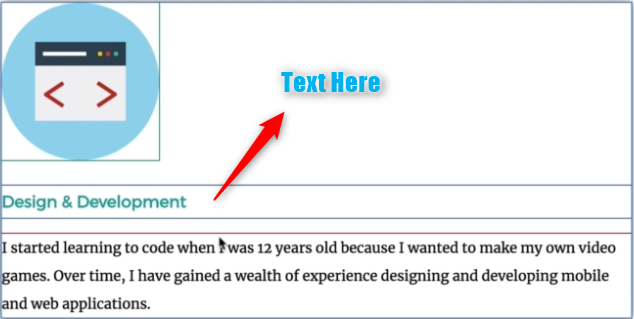 Text Here
Design & Development
I started learning to code when I was 12 years old because I wanted to make my own video
games. Over time, I have gained a wealth of experience designing and developing mobile
and web applications.